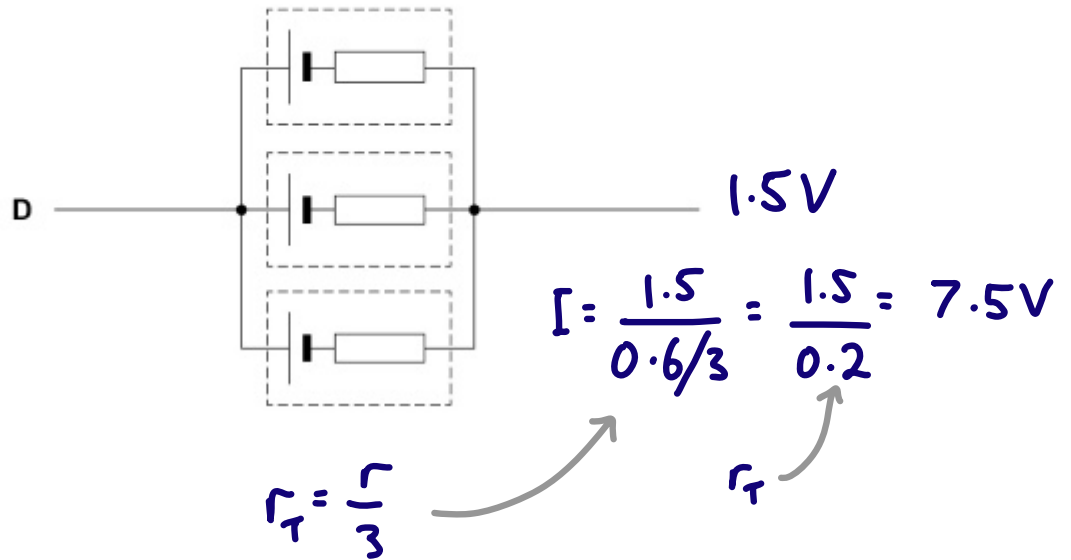 D
1.5V
I = 1.5 / 0.6/3 = 1.5 / 0.2 = 7.5V
r_T = r / 3
r_T